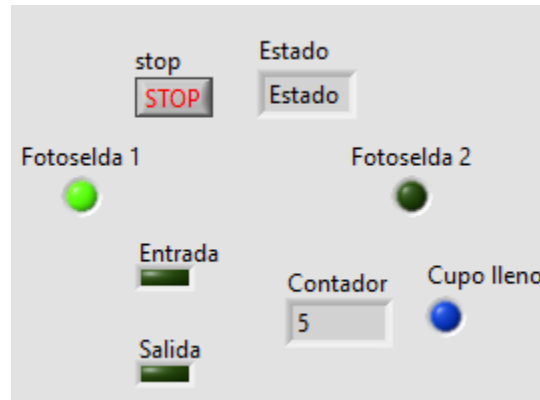 stop
Estado
STOP
Estado
Fotoselda 1
Fotoselda 2
Entrada
Contador
Cupo lleno
5
Salida